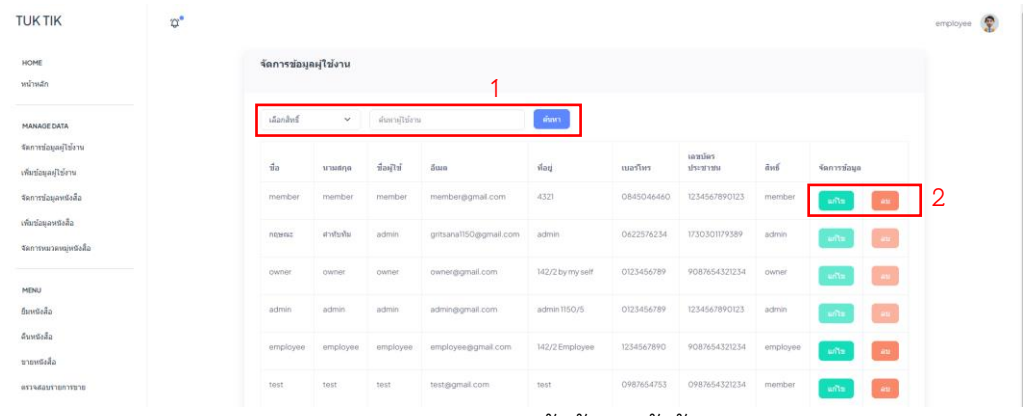 TUK TIK
employee
HOME
หน้าหลัก
MANAGE DATA
จัดการข้อมูลผู้ใช้งาน
เพิ่มข้อมูลผู้ใช้งาน
จัดการข้อมูลหนังสือ
เพิ่มข้อมูลหนังสือ
จัดการหมวดหมู่หนังสือ
MENU
ยืมหนังสือ
คืนหนังสือ
ขายหนังสือ
ตรวจสอบรายการขาย
จัดการข้อมูลผู้ใช้งาน
1
เลือกสิทธิ์ ค้นหาผู้ใช้งาน ค้นหา
ชื่อ นามสกุล ชื่อผู้ใช้ อีเมล ที่อยู่ เบอร์โทร เลขบัตรประชาชน สิทธิ์ จัดการข้อมูล
member member member member@gmail.com 4321 0845046460 1234567890123 member แก้ไข ลบ
2
กฤษณะ admin gritsana1150@gmail.com admin 0622576234 1730301179389 admin แก้ไข ลบ
owner owner owner owner@gmail.com 142/2 by my self 0123456789 9087654321234 owner แก้ไข ลบ
admin admin admin admin@gmail.com admin 1150/5 0123456789 1234567890123 admin แก้ไข ลบ
employee employee employee employee@gmail.com 142/2 Employee 1234567890 9087654321234 employee แก้ไข ลบ
test test test test@gmail.com test 0987654753 0987654321234 member แก้ไข ลบ